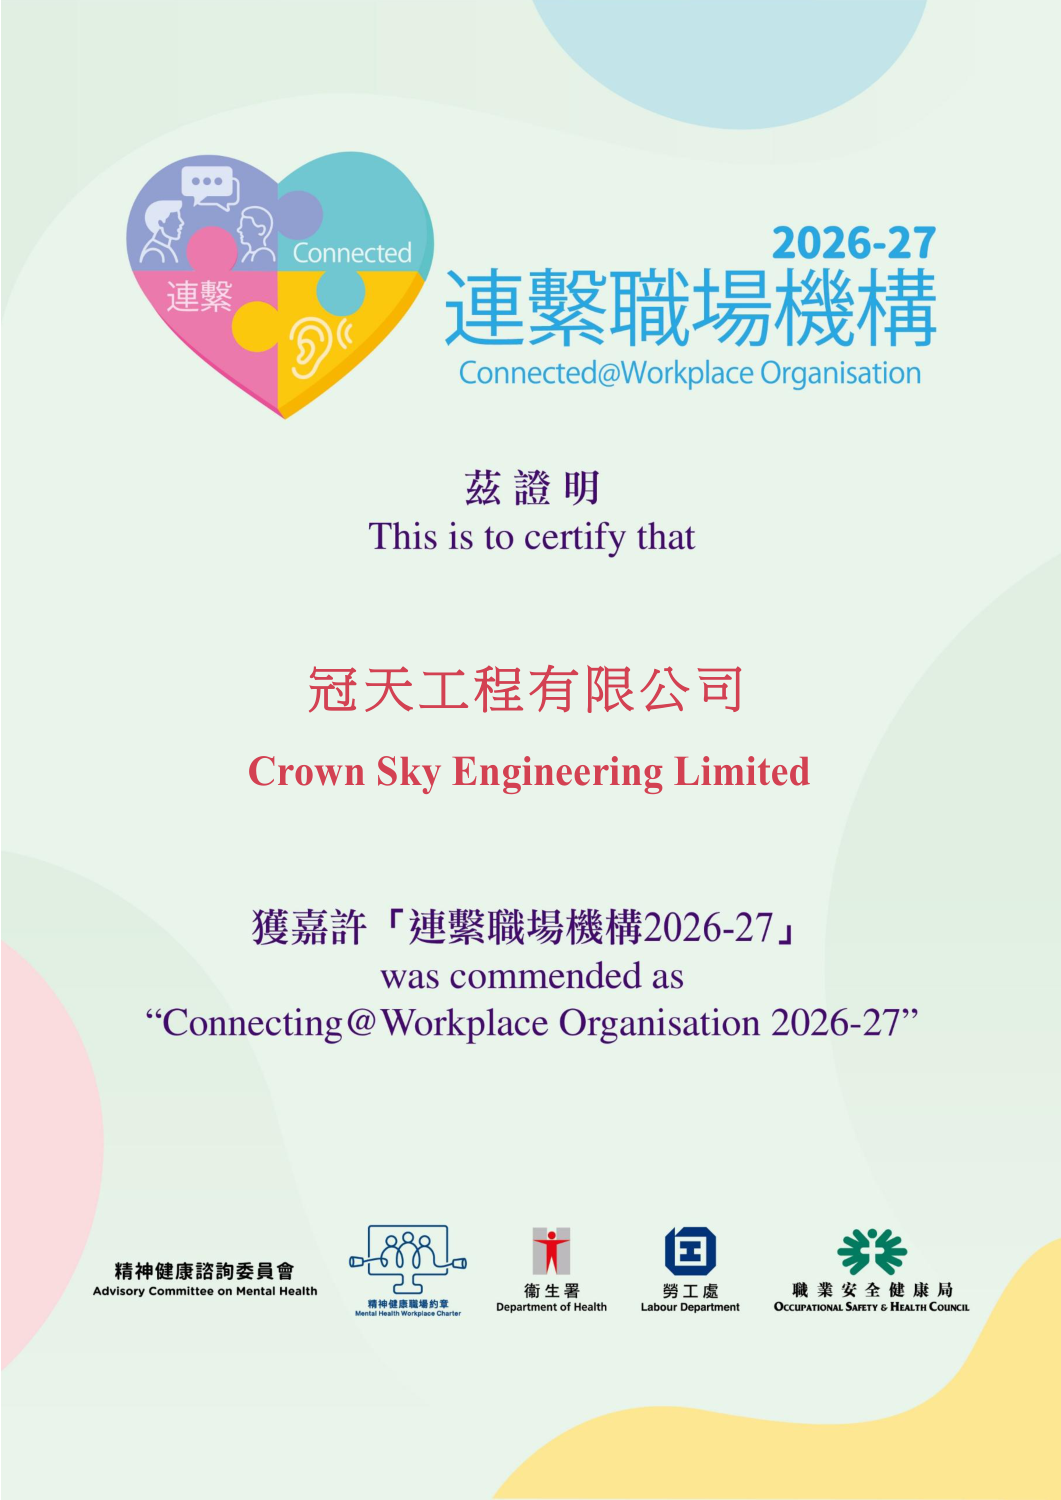 連繫
Connected
2026-27
連繫職場機構
Connected@Workplace Organisation
茲證明
This is to certify that
冠天工程有限公司
Crown Sky Engineering Limited
獲嘉許「連繫職場機構2026-27」
was commended as
“Connecting@Workplace Organisation 2026-27”
精神健康諮詢委員會
Advisory Committee on Mental Health
精神健康職場約章
Mental Health Workplace Charter
衞生署
Department of Health
勞工處
Labour Department
職業安全健康局
OCCUPATIONAL SAFETY & HEALTH COUNCIL